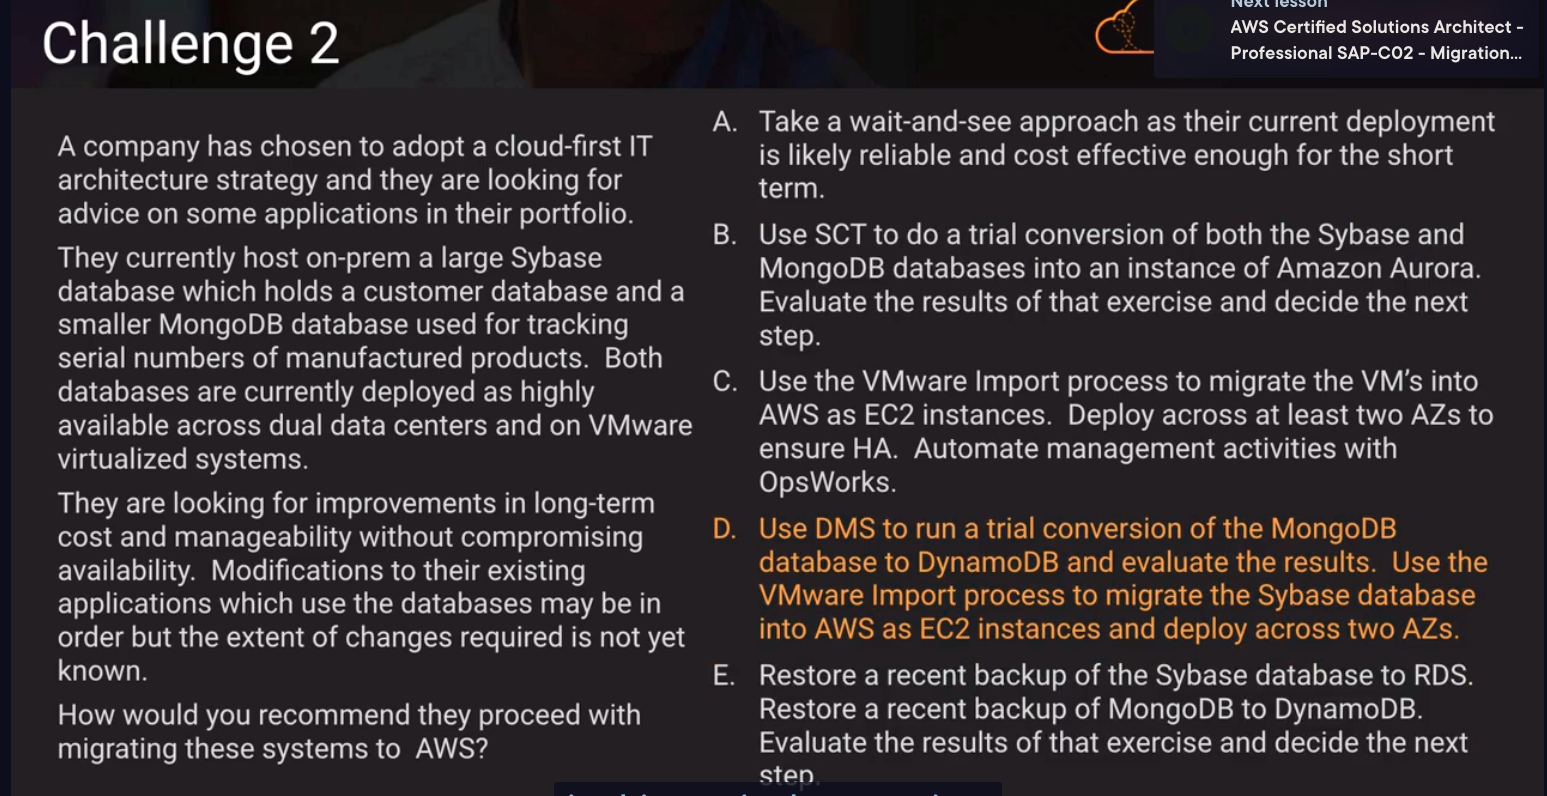 Challenge 2
Next lesson
AWS Certified Solutions Architect -
Professional SAP-C02 - Migration...
A company has chosen to adopt a cloud-first IT
architecture strategy and they are looking for
advice on some applications in their portfolio.
They currently host on-prem a large Sybase
database which holds a customer database and a
smaller MongoDB database used for tracking
serial numbers of manufactured products.  Both
databases are currently deployed as highly
available across dual data centers and on VMware
virtualized systems.
They are looking for improvements in long-term
cost and manageability without compromising
availability.  Modifications to their existing
applications which use the databases may be in
order but the extent of changes required is not yet
known.
How would you recommend they proceed with
migrating these systems to  AWS?
A. Take a wait-and-see approach as their current deployment
is likely reliable and cost effective enough for the short
term.
B. Use SCT to do a trial conversion of both the Sybase and
MongoDB databases into an instance of Amazon Aurora.
Evaluate the results of that exercise and decide the next
step.
C. Use the VMware Import process to migrate the VM's into
AWS as EC2 instances.  Deploy across at least two AZs to
ensure HA.  Automate management activities with
OpsWorks.
D. Use DMS to run a trial conversion of the MongoDB
database to DynamoDB and evaluate the results.  Use the
VMware Import process to migrate the Sybase database
into AWS as EC2 instances and deploy across two AZs.
E. Restore a recent backup of the Sybase database to RDS.
Restore a recent backup of MongoDB to DynamoDB.
Evaluate the results of that exercise and decide the next
step.